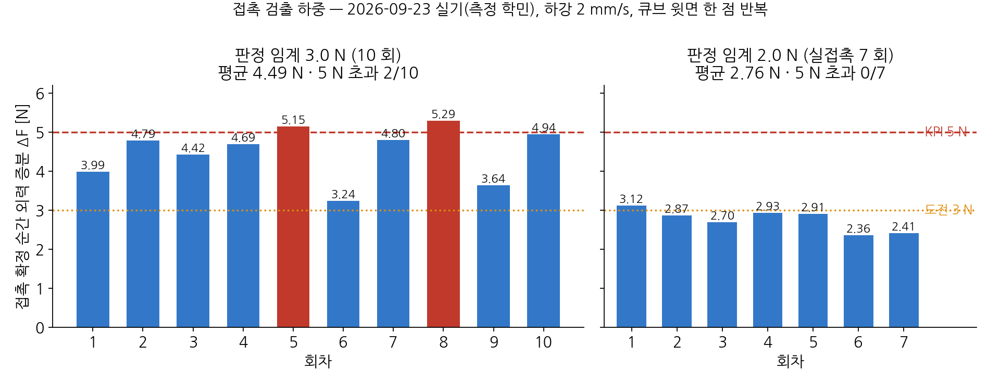 접촉 검출 하중 — 2026-09-23 실기(측정 학민), 하강 2 mm/s, 큐브 윗면 한 점 반복
판정 임계 3.0 N (10 회)
평균 4.49 N · 5 N 초과 2/10
접촉 확정 순간 외력 증분 ΔF [N]
6
5
4
3
2
1
0
3.99
4.79
4.42
4.69
5.15
3.24
4.80
5.29
3.64
4.94
1 2 3 4 5 6 7 8 9 10
회차
판정 임계 2.0 N (실접촉 7 회)
평균 2.76 N · 5 N 초과 0/7
KPI 5 N
도전 3 N
3.12
2.87
2.70
2.93
2.91
2.36
2.41
1 2 3 4 5 6 7
회차